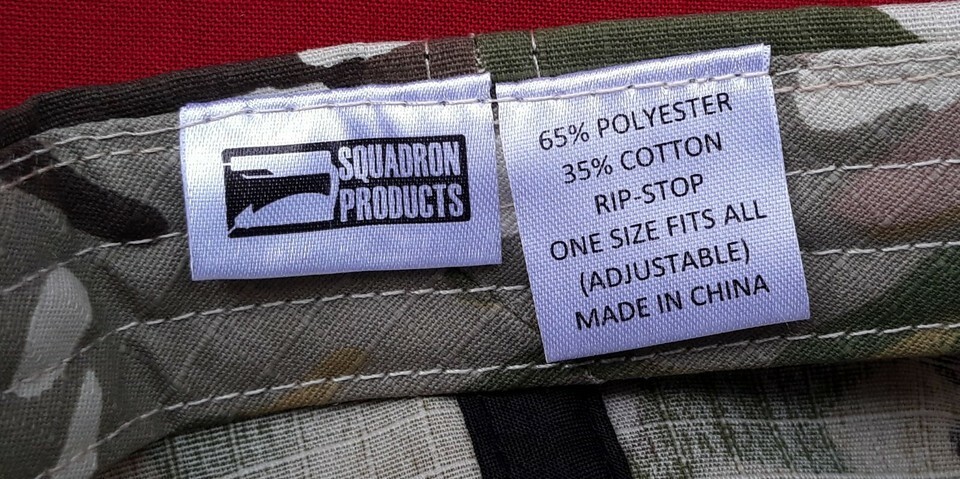 SQUADRON
PRODUCTS
65% POLYESTER
35% COTTON
RIP-STOP
ONE SIZE FITS ALL
(ADJUSTABLE)
MADE IN CHINA